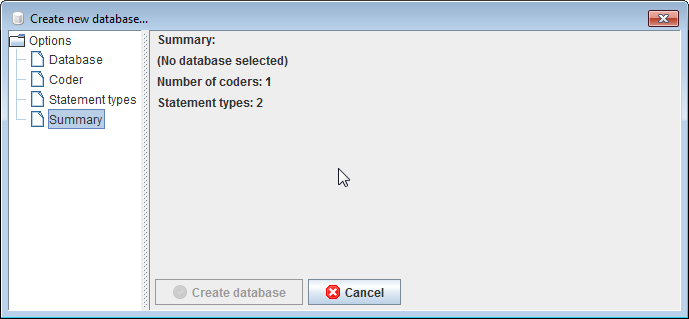 Create new database...
Options
Database
Coder
Statement types
Summary
Summary:
(No database selected)
Number of coders: 1
Statement types: 2
Create database
Cancel